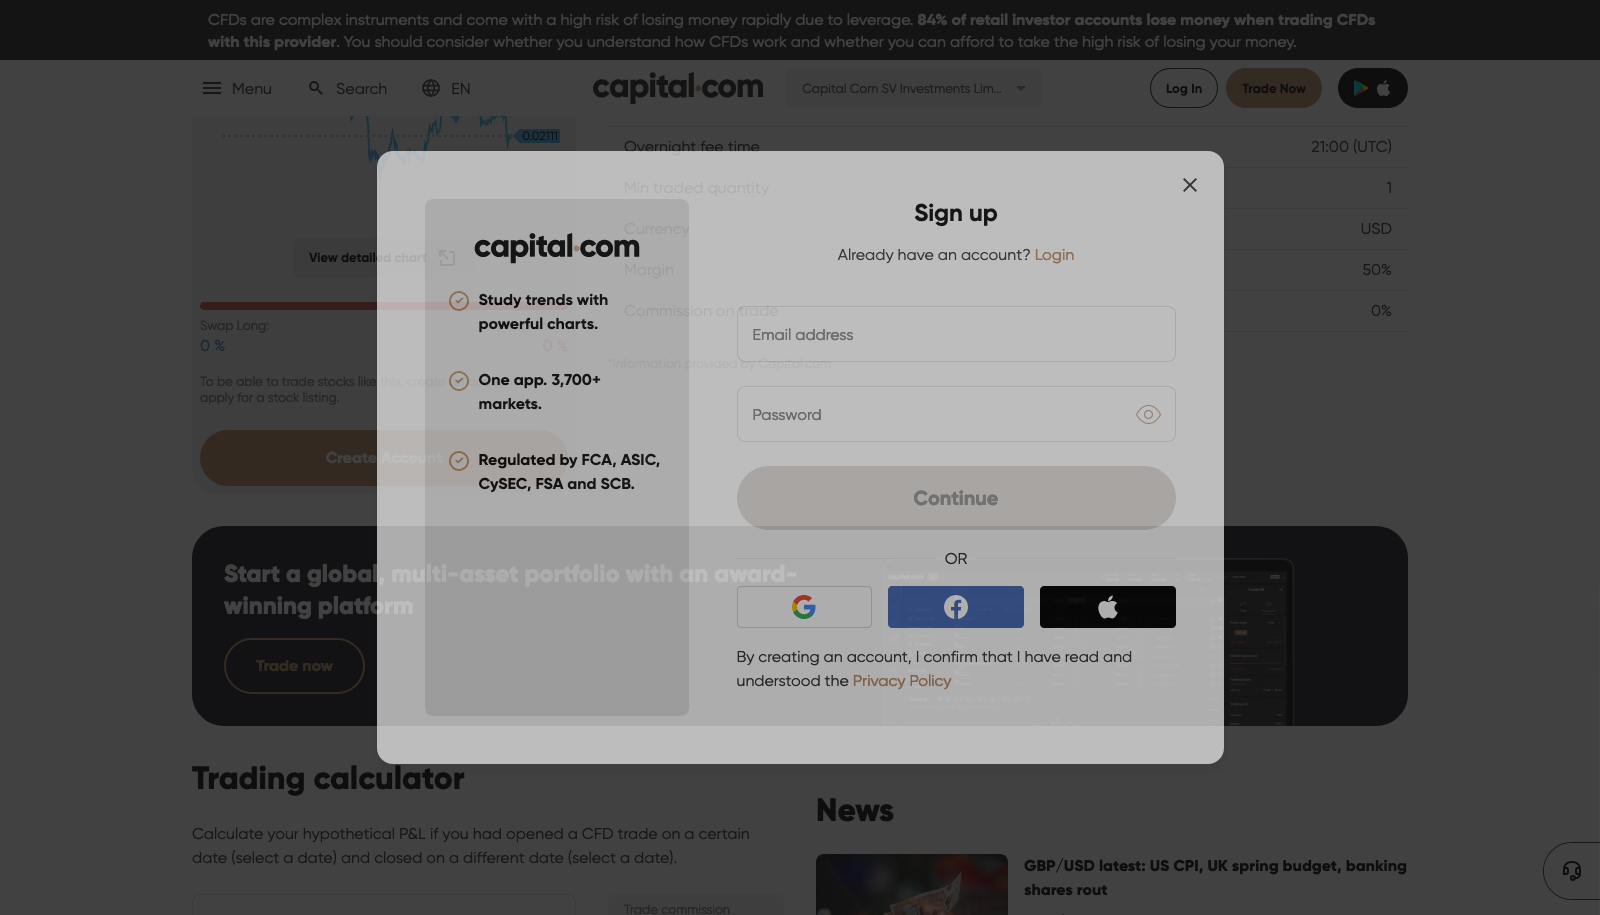 CFDs are complex instruments and come with a high risk of losing money rapidly due to leverage. 84% of retail investor accounts lose money when trading CFDs
with this provider. You should consider whether you understand how CFDs work and whether you can afford to take the high risk of losing your money.
Menu
Search
EN
capital.com
Capital Com SV Investments Lim...
Log In
Trade Now
0.02111
View detailed chart
Swap Long:
0 %
0 %
To be able to trade stocks like this, create
apply for a stock listing.
Create Account
Overnight fee time
21:00 (UTC)
Min traded quantity
1
Currency
USD
Margin
50%
Commission on trade
0%
*Information provided by Capital.com
capital.com
Study trends with
powerful charts.
One app. 3,700+
markets.
Regulated by FCA, ASIC,
CySEC, FSA and SCB.
Sign up
Already have an account? Login
Email address
Password
Continue
OR
By creating an account, I confirm that I have read and
understood the Privacy Policy
Start a global, multi-asset portfolio with an award-
winning platform
Trade now
Trading calculator
Calculate your hypothetical P&L if you had opened a CFD trade on a certain
date (select a date) and closed on a different date (select a date).
Trade commission
News
GBP/USD latest: US CPI, UK spring budget, banking
shares rout